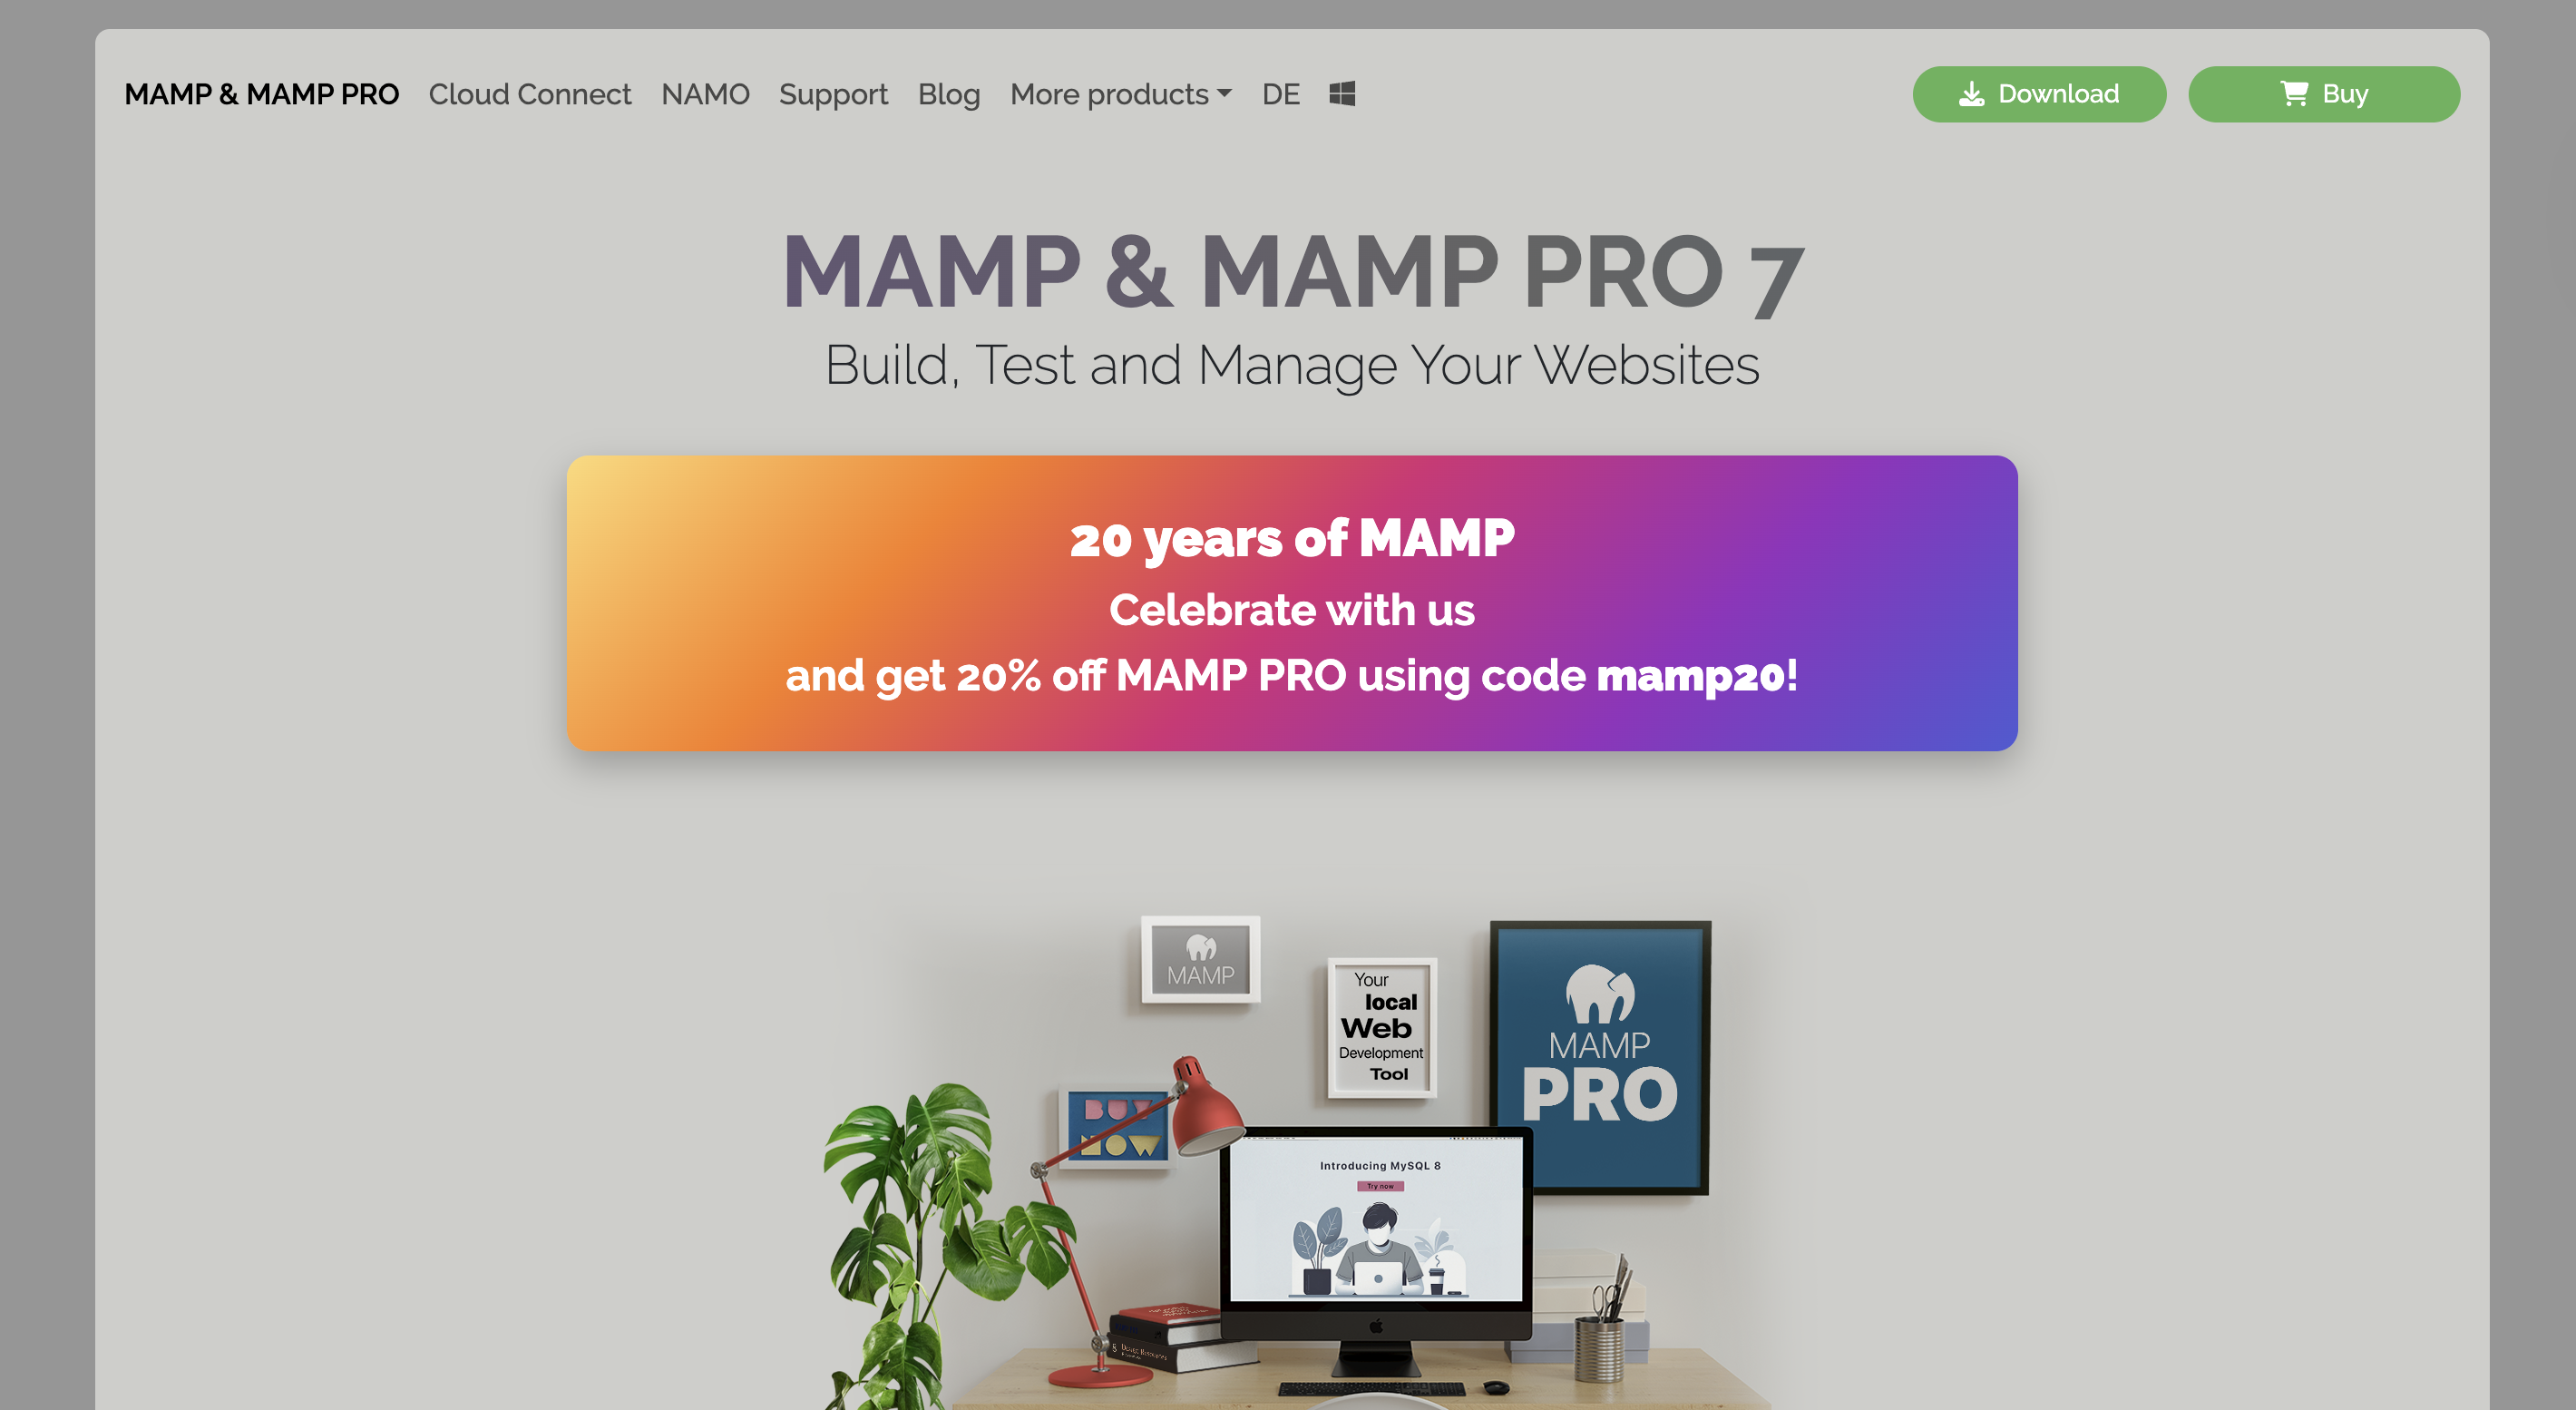 MAMP & MAMP PRO Cloud Connect NAMO Support Blog More products DE Download Buy
MAMP & MAMP PRO 7
Build, Test and Manage Your Websites
20 years of MAMP
Celebrate with us
and get 20% off MAMP PRO using code mamp20!
MAMP
Your
local
Web
Development
Tool
MAMP
PRO
BUY
NOW
Introducing MySQL 8
Try now